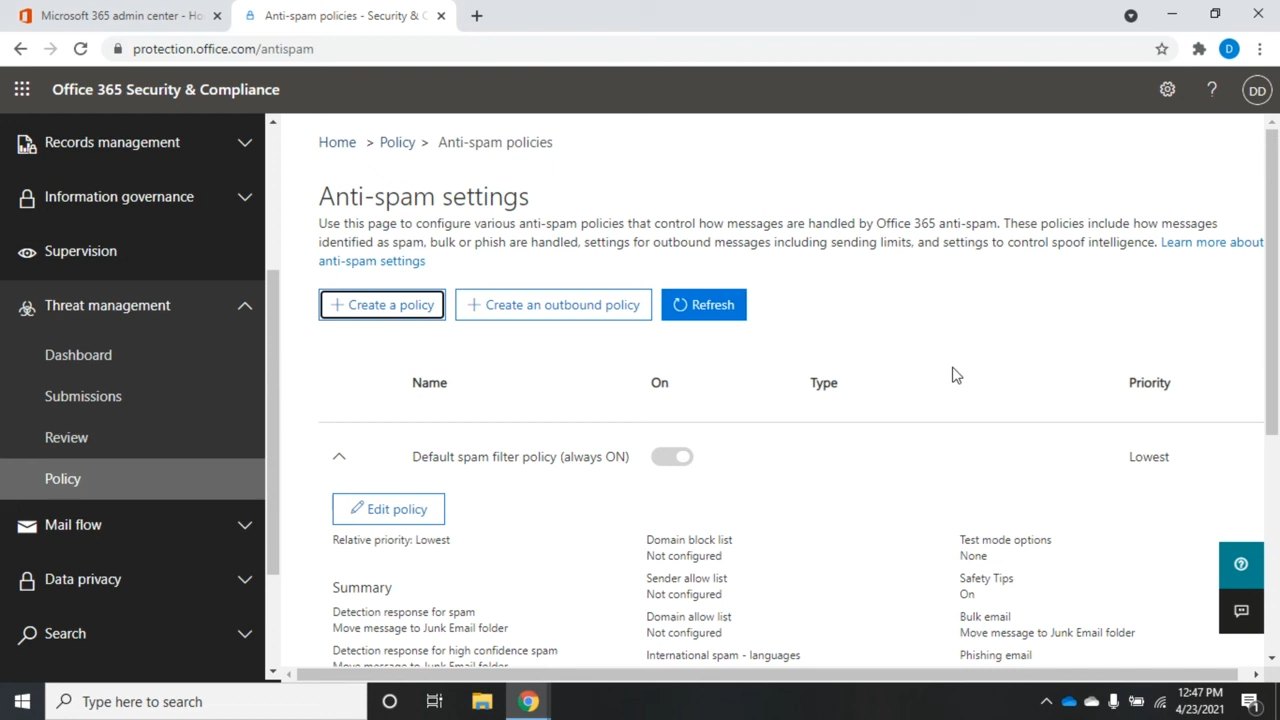 Microsoft 365 admin center - Ho
Anti-spam policies - Security & C
protection.office.com/antispam
D
Office 365 Security & Compliance
?
DD
Records management
Information governance
Supervision
Threat management
Dashboard
Submissions
Review
Policy
Mail flow
Data privacy
Search
Home > Policy > Anti-spam policies
Anti-spam settings
Use this page to configure various anti-spam policies that control how messages are handled by Office 365 anti-spam. These policies include how messages
identified as spam, bulk or phish are handled, settings for outbound messages including sending limits, and settings to control spoof intelligence. Learn more about
anti-spam settings
+ Create a policy
+ Create an outbound policy
Refresh
Name On Type Priority
Default spam filter policy (always ON) Lowest
Edit policy
Relative priority: Lowest
Summary
Detection response for spam
Move message to Junk Email folder
Detection response for high confidence spam
Move message to Junk Email folder
Domain block list
Not configured
Sender allow list
Not configured
Domain allow list
Not configured
International spam - languages
Test mode options
None
Safety Tips
On
Bulk email
Move message to Junk Email folder
Phishing email
Type here to search
12:47 PM
4/23/2021
1